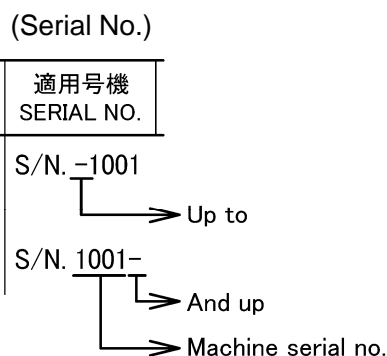 (Serial No.)
適用号機
SERIAL NO.
S/N. -1001
Up to
S/N. 1001-
And up
Machine serial no.